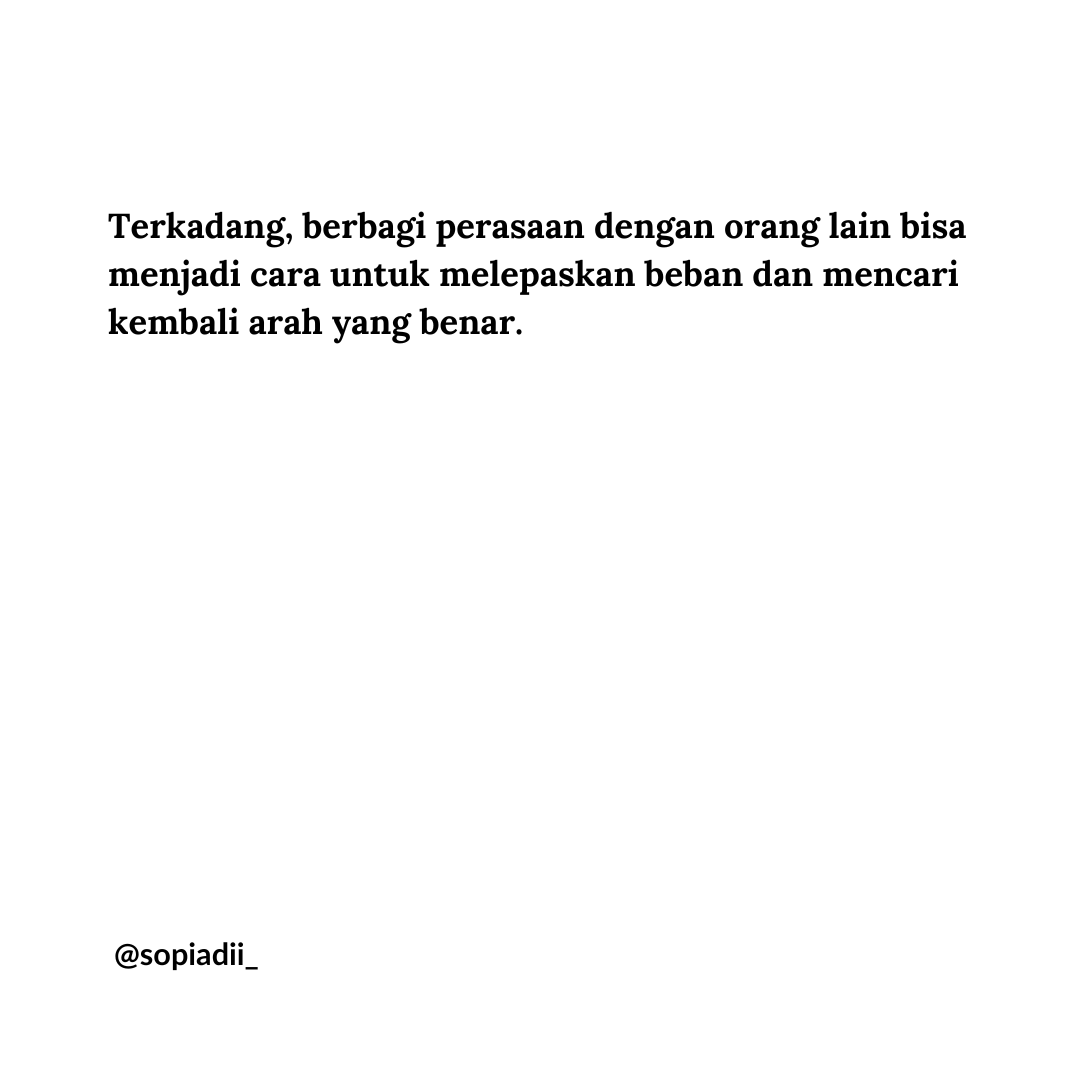 Terkadang, berbagi perasaan dengan orang lain bisa
menjadi cara untuk melepaskan beban dan mencari
kembali arah yang benar.
@sopiadii_